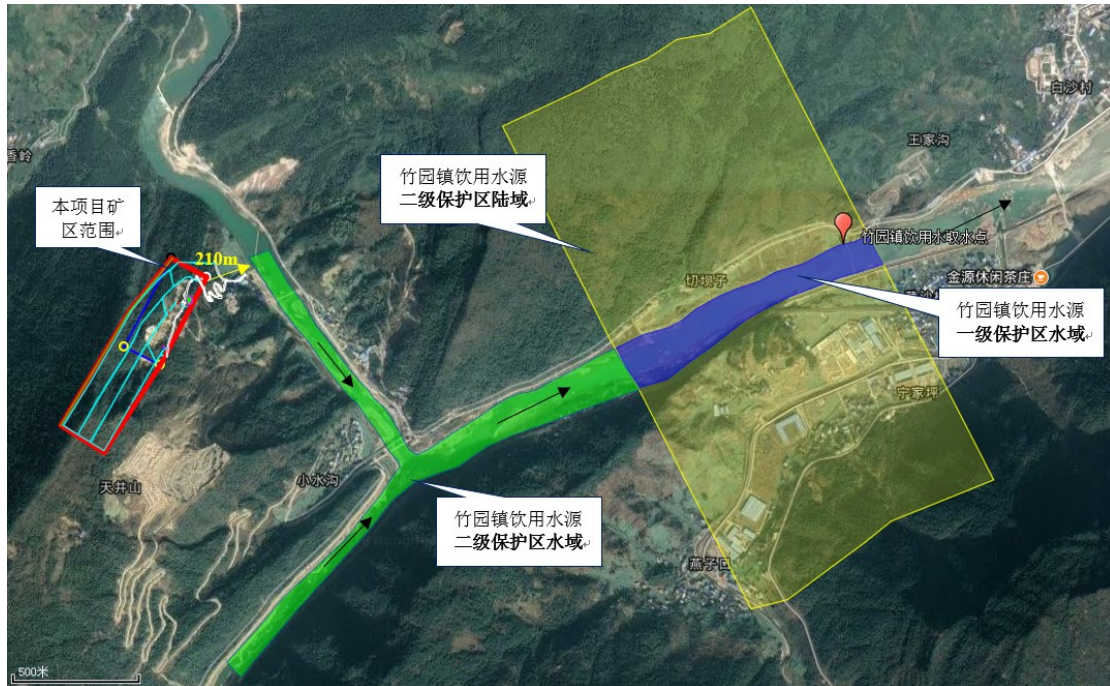 白沙村
王家沟
香岭
竹园镇饮用水源
二级保护区陆域
本项目矿
区范围
210m
竹园镇饮用水取水点
切坝子
金源休闲茶庄
竹园镇饮用水源
一级保护区水域
宁家坪
天井山
小水沟
竹园镇饮用水源
二级保护区水域
燕子口
500米